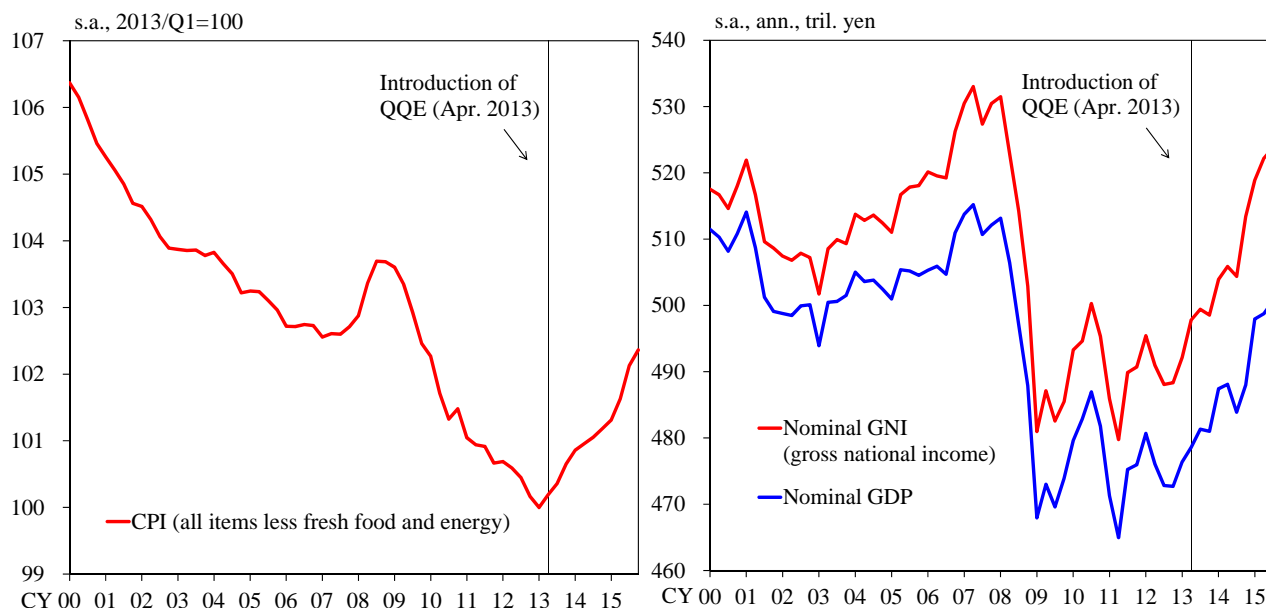 s.a., 2013/Q1=100
107
106
105
104
103
102
101
100
99
Introduction of
QQE (Apr. 2013)
CPI (all items less fresh food and energy)
CY 00 01 02 03 04 05 06 07 08 09 10 11 12 13 14 15
s.a., ann., tril. yen
540
530
520
510
500
490
480
470
460
Introduction of
QQE (Apr. 2013)
Nominal GNI
(gross national income)
Nominal GDP
CY 00 01 02 03 04 05 06 07 08 09 10 11 12 13 14 15